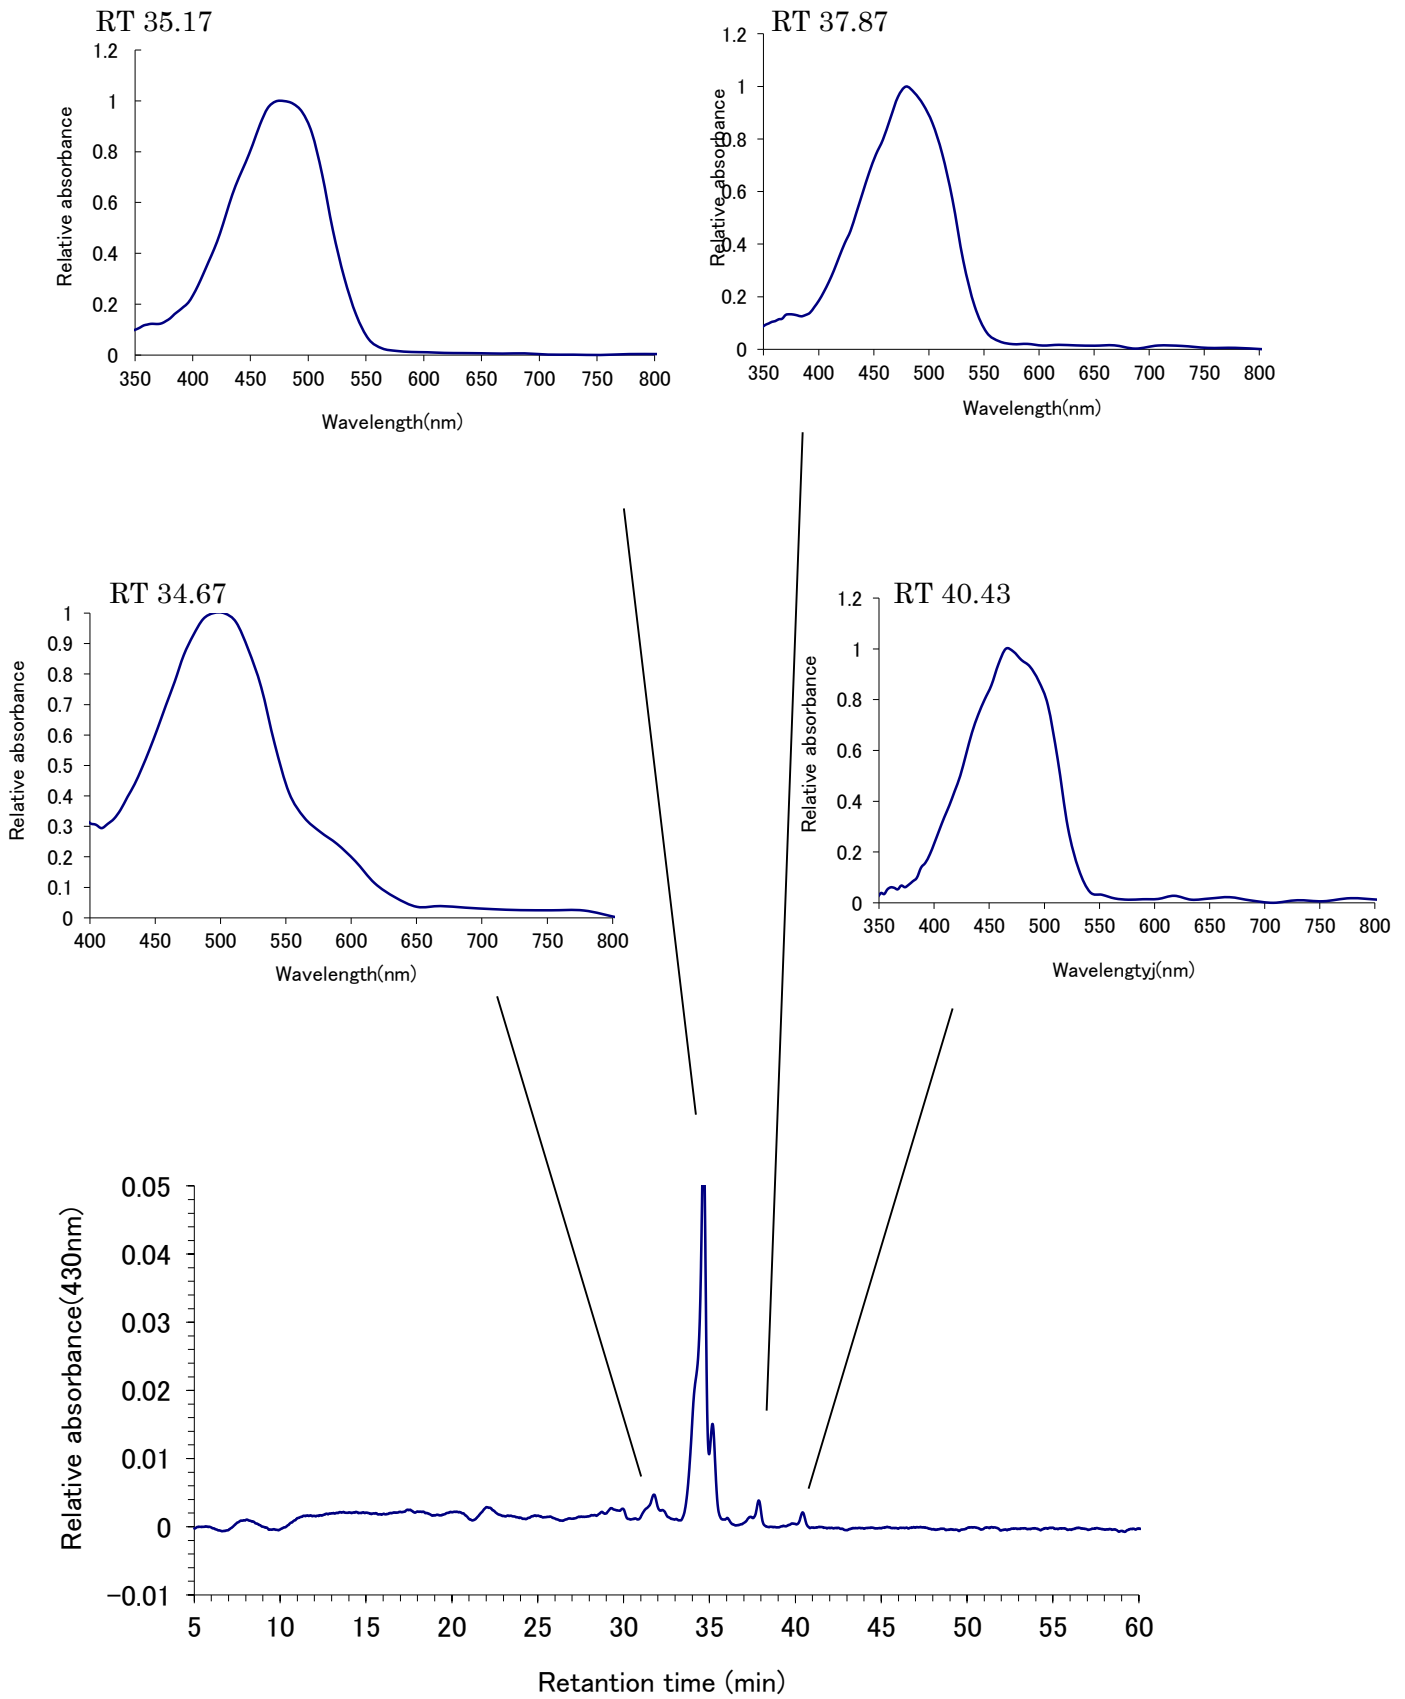 RT 35.17
1.2
1
0.8
0.6
0.4
0.2
0
Relative absorbance
350 400 450 500 550 600 650 700 750 800
Wavelength(nm)
RT 37.87
1.2
1
0.8
0.6
0.4
0.2
0
Relative absorbance
350 400 450 500 550 600 650 700 750 800
Wavelength(nm)
RT 34.67
1
0.9
0.8
0.7
0.6
0.5
0.4
0.3
0.2
0.1
0
Relative absorbance
400 450 500 550 600 650 700 750 800
Wavelength(nm)
RT 40.43
1.2
1
0.8
0.6
0.4
0.2
0
Relative absorbance
350 400 450 500 550 600 650 700 750 800
Wavelengtyj(nm)
0.05
0.04
0.03
0.02
0.01
0
-0.01
Relative absorbance(430nm)
5 10 15 20 25 30 35 40 45 50 55 60
Retantion time (min)